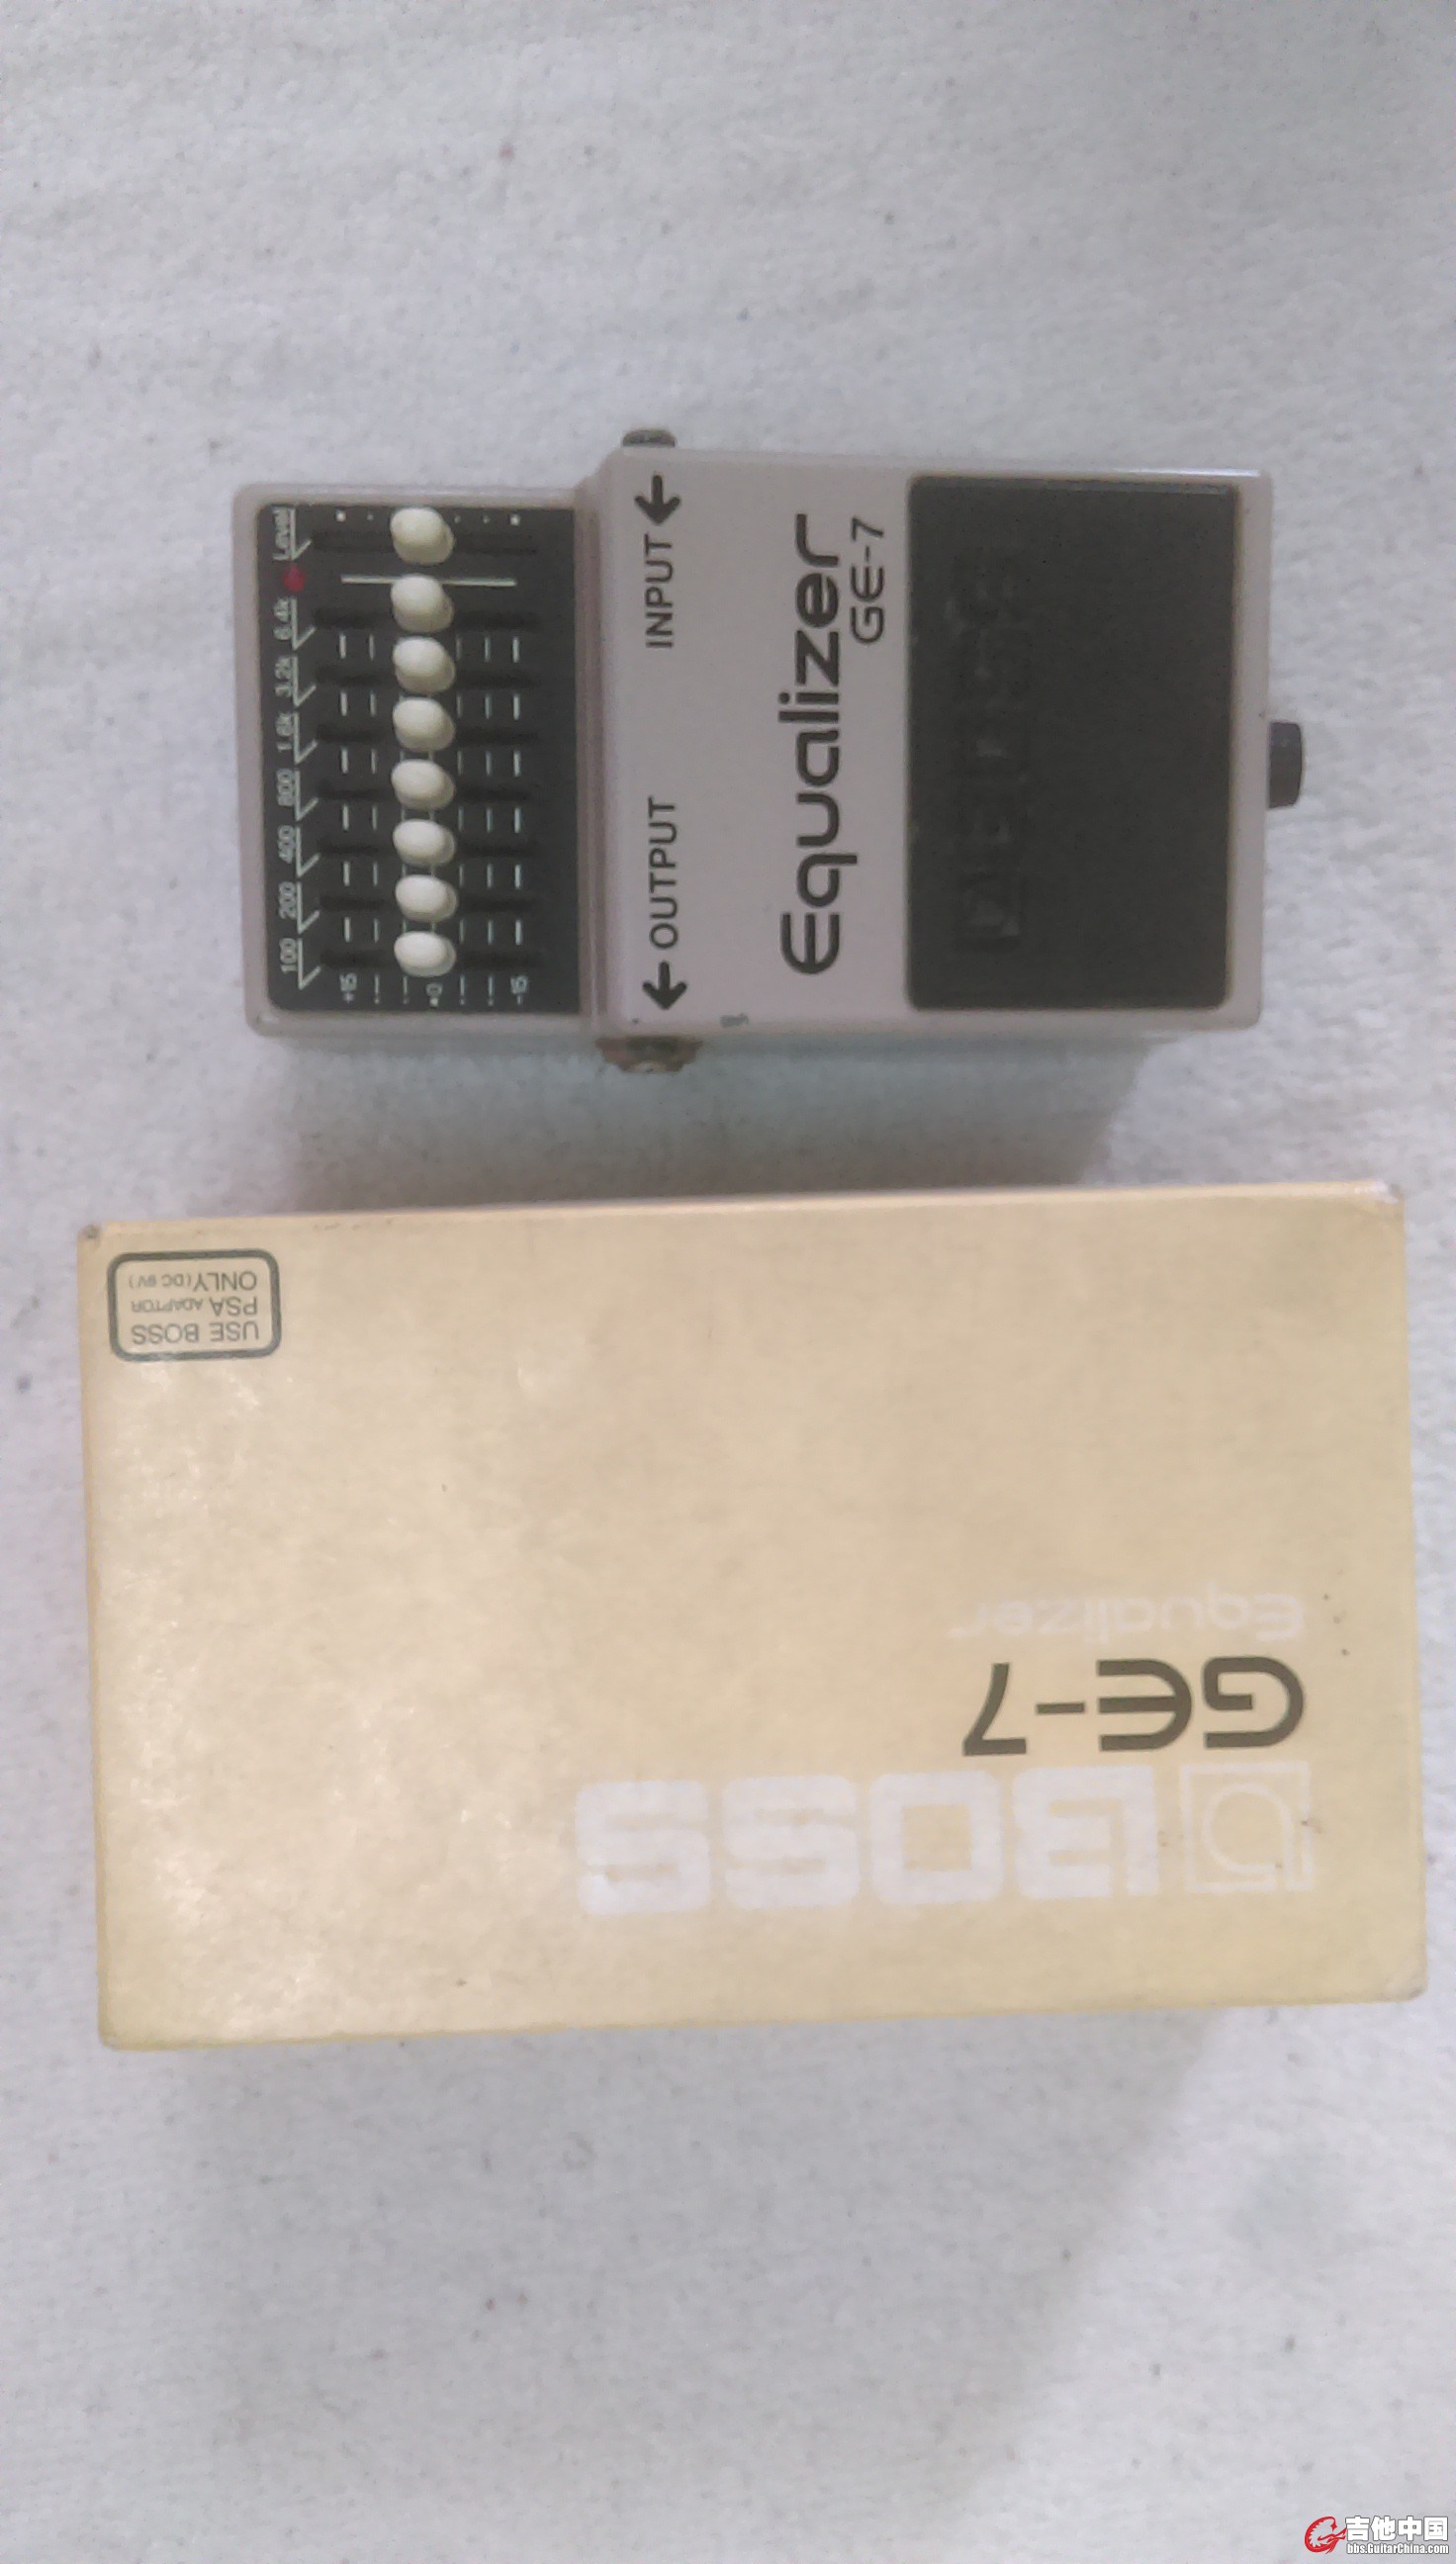 100 200 400 800 1.6k 3.2k 6.4k Level
+15
0
-15
OUTPUT INPUT
Equalizer
GE-7
BOSS
BOSS
GE-7
Equalizer
USE BOSS
PSA ADAPTOR
ONLY (DC 9V)
吉他中国
bbs.GuitarChina.com